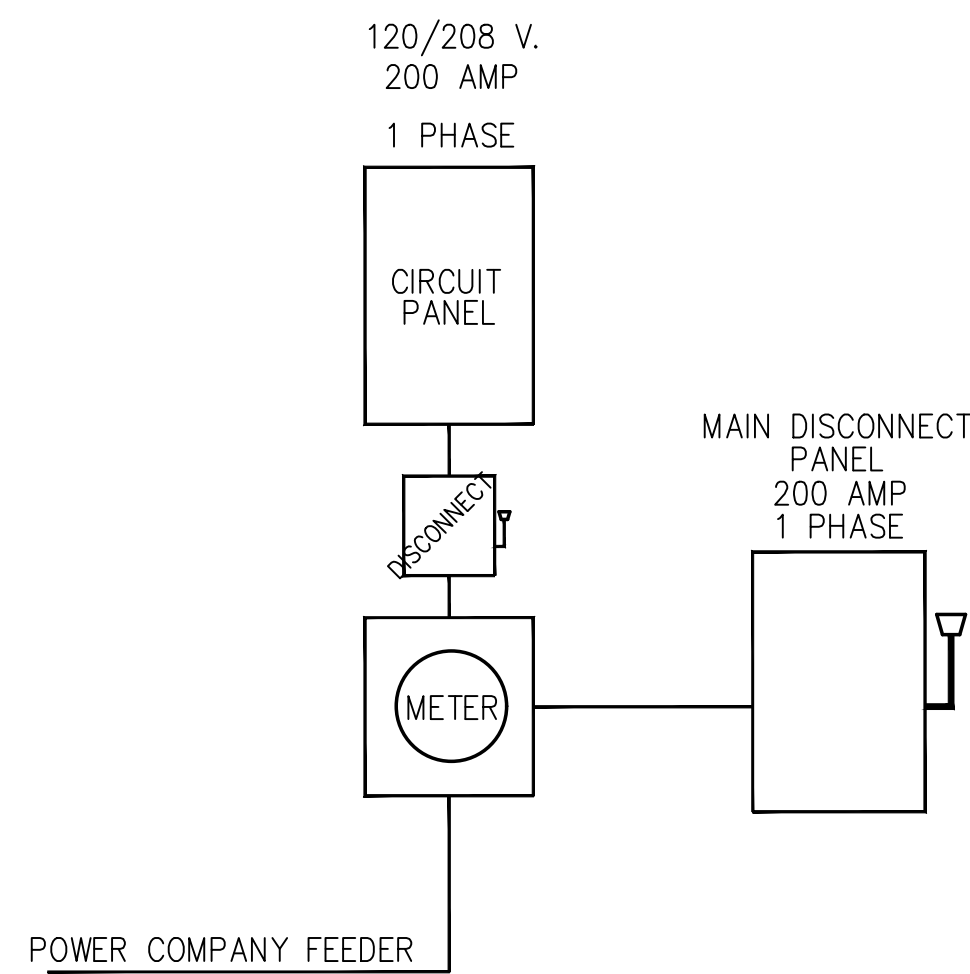 120/208 V.
200 AMP
1 PHASE
CIRCUIT
PANEL
DISCONNECT
MAIN DISCONNECT
PANEL
200 AMP
1 PHASE
METER
POWER COMPANY FEEDER